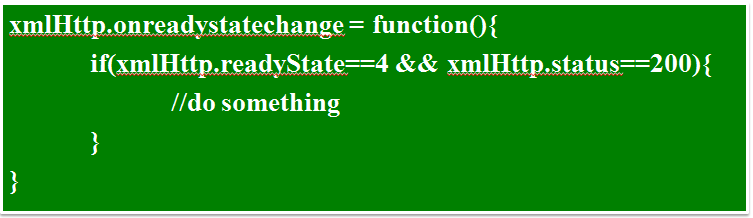 xmlHttp.onreadystatechange = function(){
if(xmlHttp.readyState==4 && xmlHttp.status==200){
//do something
}
}